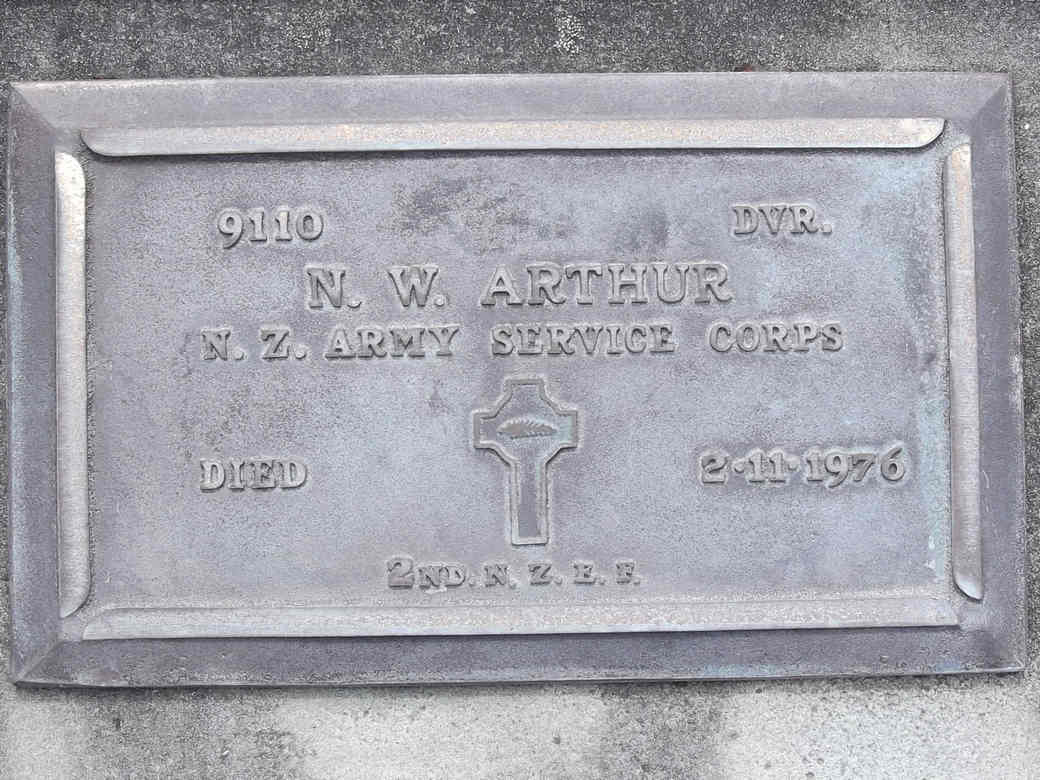 9110 DVR.
N. W. ARTHUR
N. Z. ARMY SERVICE CORPS
DIED 2·11·1976
2ND. N. Z. E. F.